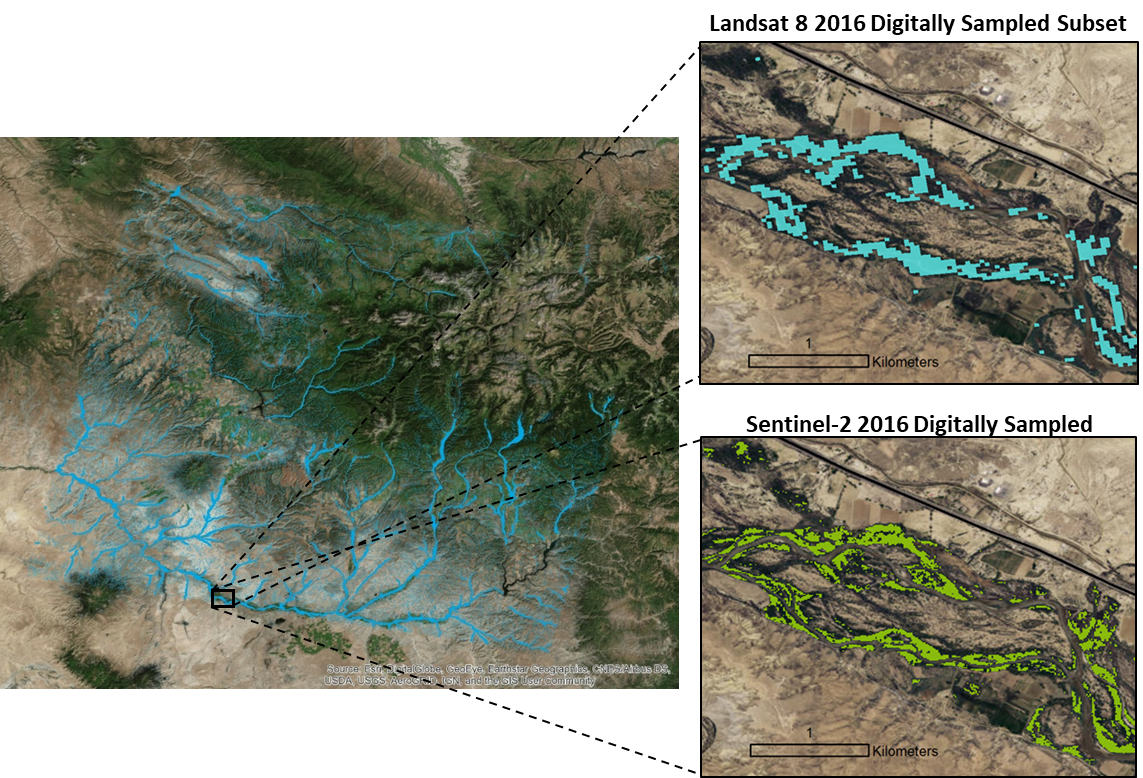 Landsat 8 2016 Digitally Sampled Subset
1
Kilometers
Sentinel-2 2016 Digitally Sampled
1
Kilometers
Source: Esri, DigitalGlobe, GeoEye, Earthstar Geographics, CNES/Airbus DS,
USDA, USGS, AeroGRID, IGN, and the GIS User Community